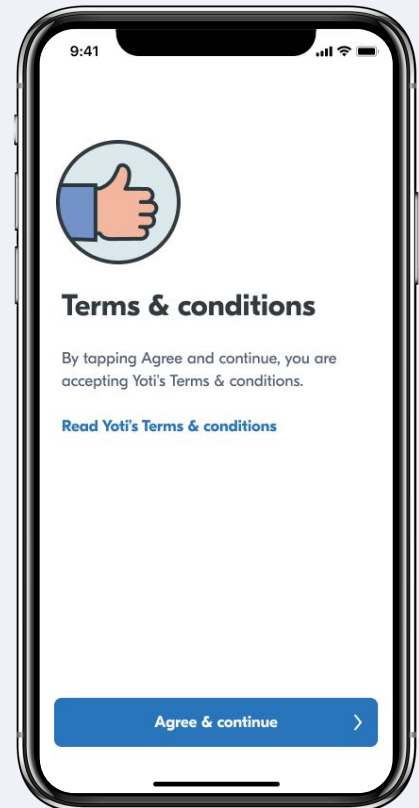 9:41
Terms & conditions
By tapping Agree and continue, you are
accepting Yoti's Terms & conditions.
Read Yoti's Terms & conditions
Agree & continue